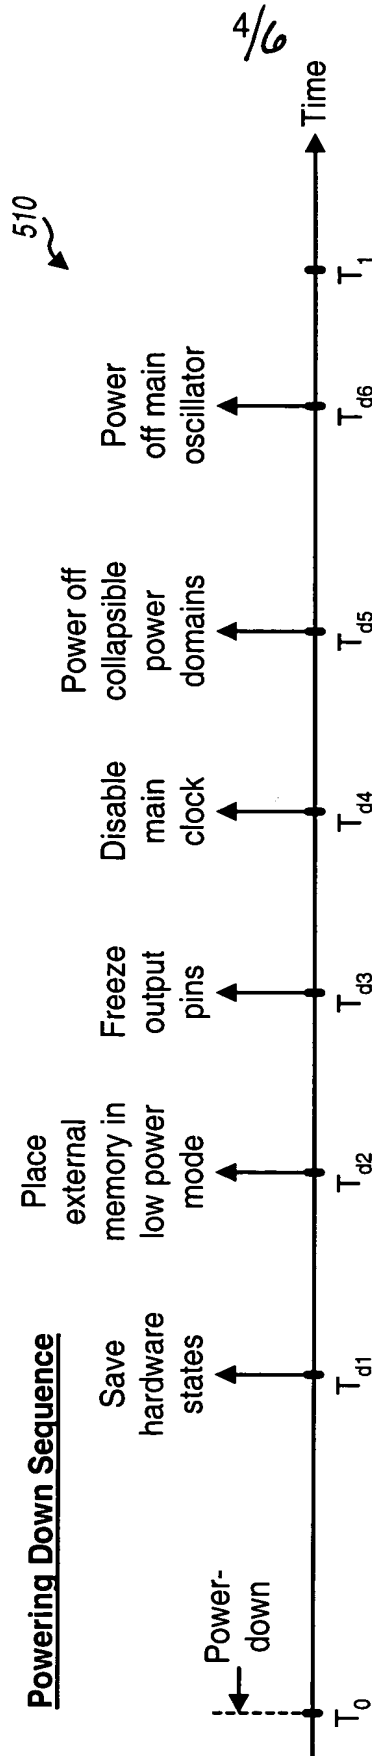 4/6
510
Powering Down Sequence
Power-
down
Save
hardware
states
Place
external
memory in
low power
mode
Freeze
output
pins
Disable
main
clock
Power off
collapsible
power
domains
Power
off main
oscillator
T0
Td1
Td2
Td3
Td4
Td5
Td6
T1
Time